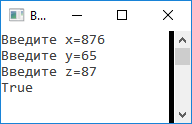 В...
Введите x=876
Введите y=65
Введите z=87
True